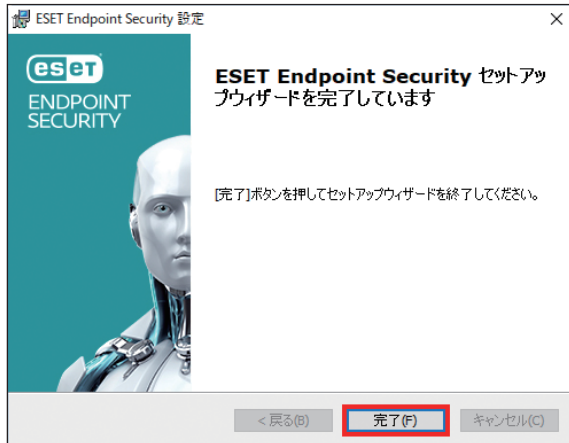 ESET Endpoint Security 設定
eset
ENDPOINT
SECURITY
ESET Endpoint Security セットアッ
プウィザードを完了しています
[完了]ボタンを押してセットアップウィザードを終了してください。
< 戻る(B)
完了(F)
キャンセル(C)